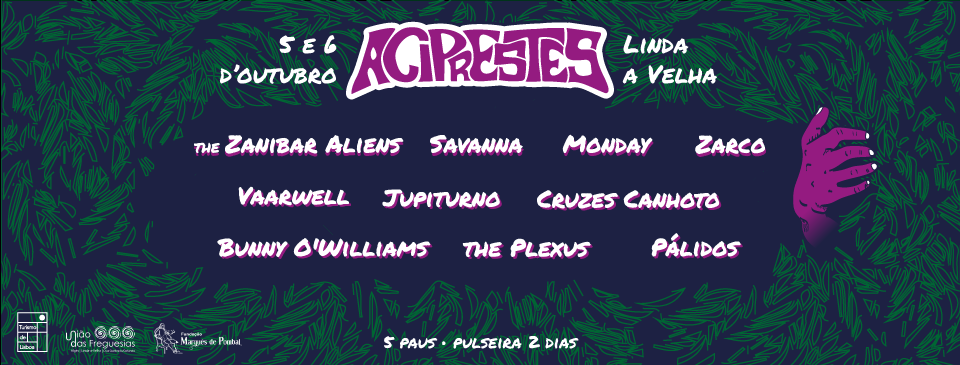 5 E 6
D'OUTUBRO
ACIPRESTES
LINDA
A VELHA
THE ZANIBAR ALIENS SAVANNA MONDAY ZARCO
VAARWELL JUPITURNO CRUZES CANHOTO
BUNNY O'WILLIAMS THE PLEXUS PÁLIDOS
Turismo
de
Lisboa
União
das Freguesias
Fundação
Marquês de Pombal
5 PAUS • PULSEIRA 2 DIAS